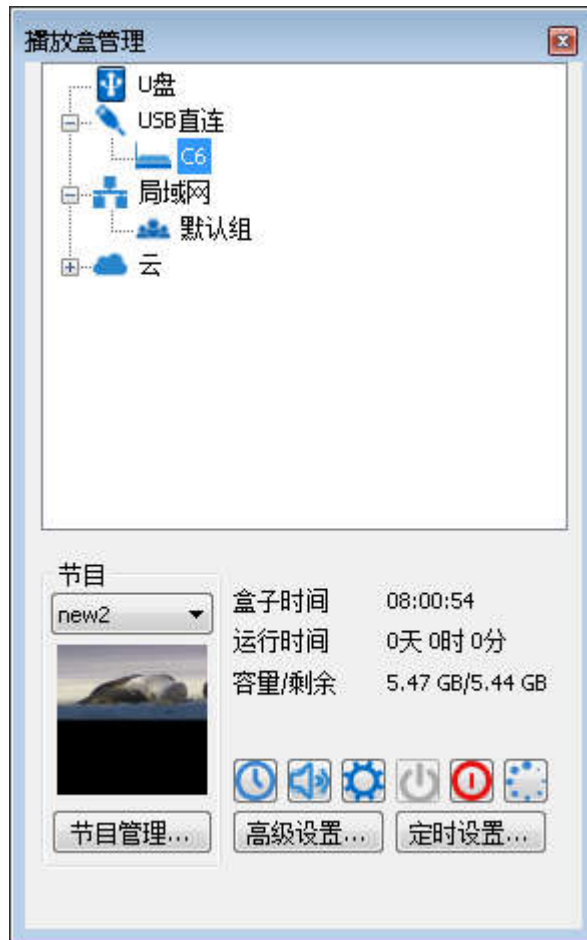 播放盒管理
U盘
USB直连
C6
局域网
默认组
云
节目
new2
盒子时间 08:00:54
运行时间 0天 0时 0分
容量/剩余 5.47 GB/5.44 GB
节目管理... 高级设置... 定时设置...